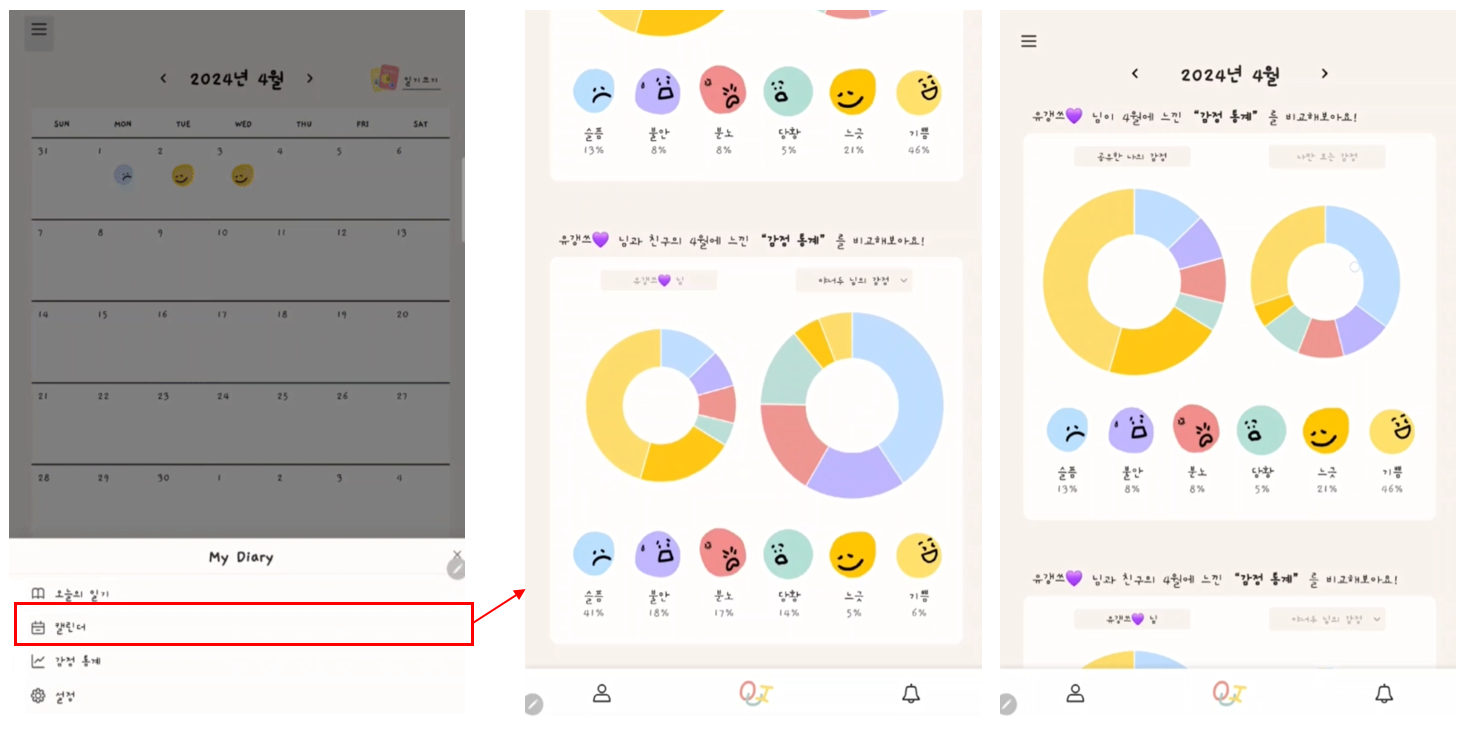 2024년 4월
일기쓰기
SUN MON TUE WED THU FRI SAT
31 1 2 3 4 5 6
7 8 9 10 11 12 13
14 15 16 17 18 19 20
21 22 23 24 25 26 27
28 29 30 1 2 3 4
My Diary
오늘의 일기
캘린더
감정 통계
설정
슬픔 불안 분노 당황 느긋 기쁨
13% 8% 8% 5% 21% 46%
유갱쓰💜 님과 친구의 4월에 느낀 “감정 통계” 를 비교해보아요!
유갱쓰💜 님 야너두 님의 감정
슬픔 불안 분노 당황 느긋 기쁨
41% 18% 17% 14% 5% 6%
QI
2024년 4월
유갱쓰💜 님이 4월에 느낀 “감정 통계” 를 비교해보아요!
공유한 나의 감정 나만 보는 감정
슬픔 불안 분노 당황 느긋 기쁨
13% 8% 8% 5% 21% 46%
유갱쓰💜 님과 친구의 4월에 느낀 “감정 통계” 를 비교해보아요!
유갱쓰💜 님 야너두 님의 감정
QI